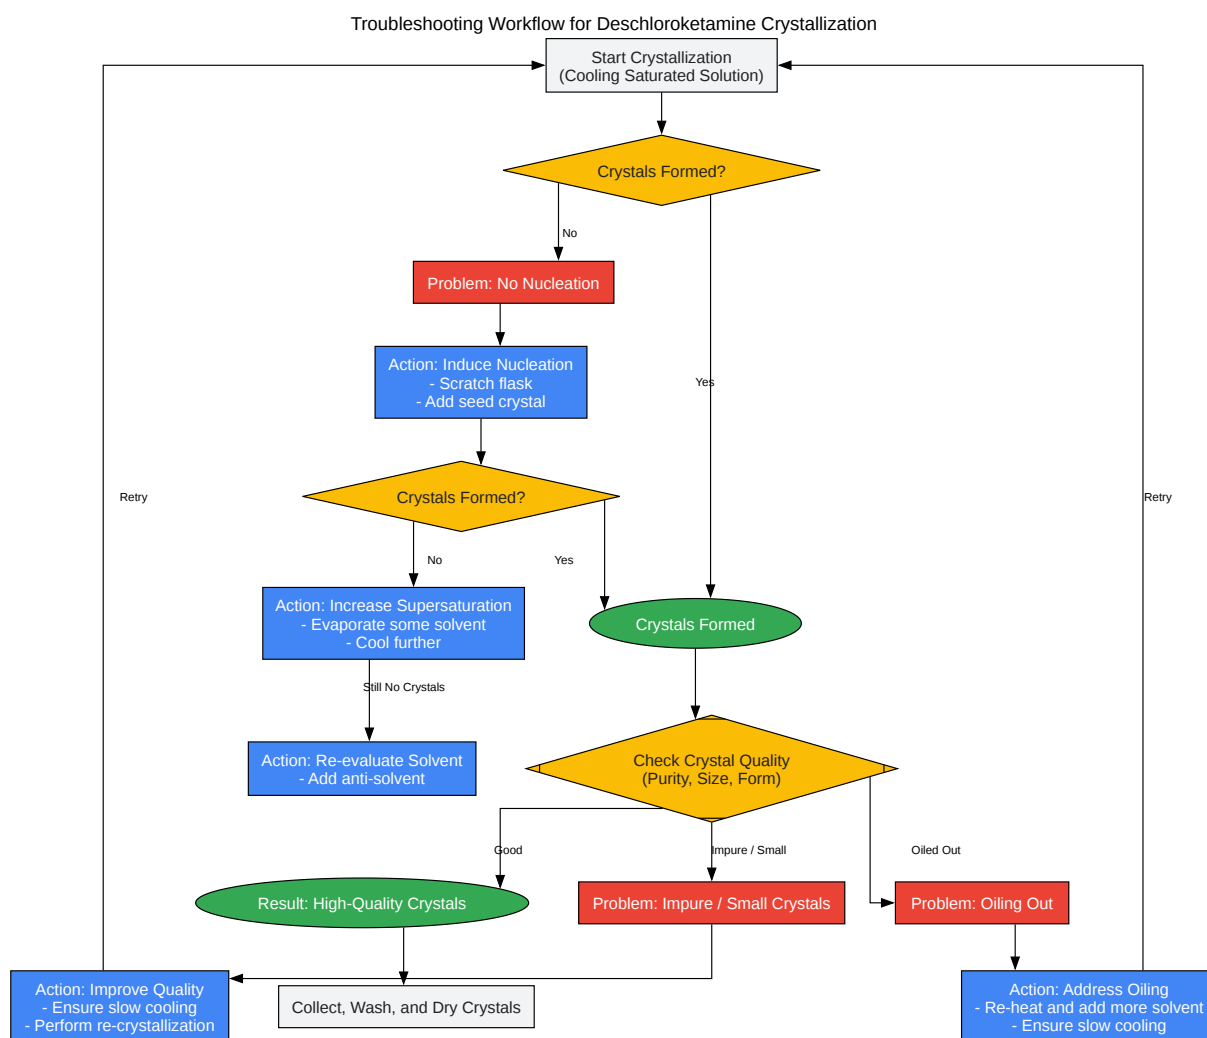 Troubleshooting Workflow for Deschloroketamine Crystallization
Start Crystallization
(Cooling Saturated Solution)
Crystals Formed?
No
Problem: No Nucleation
Action: Induce Nucleation
- Scratch flask
- Add seed crystal
Yes
Crystals Formed?
Retry
Retry
No
Yes
Action: Increase Supersaturation
- Evaporate some solvent
- Cool further
Crystals Formed
Still No Crystals
Action: Re-evaluate Solvent
- Add anti-solvent
Check Crystal Quality
(Purity, Size, Form)
Good
Impure / Small
Oiled Out
Result: High-Quality Crystals
Problem: Impure / Small Crystals
Problem: Oiling Out
Action: Improve Quality
- Ensure slow cooling
- Perform re-crystallization
Collect, Wash, and Dry Crystals
Action: Address Oiling
- Re-heat and add more solvent
- Ensure slow cooling